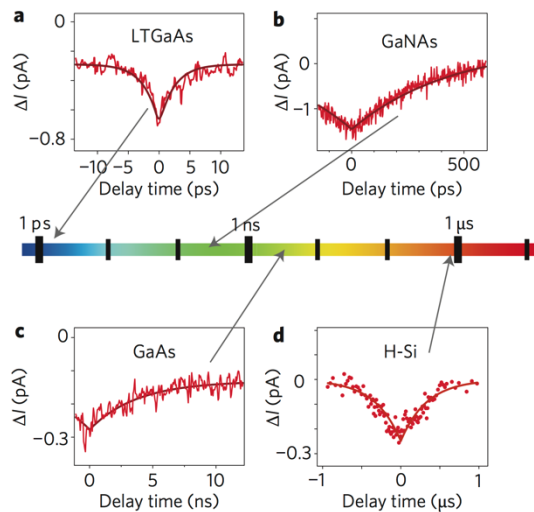 a
LTGaAs
0
−0.8
ΔI (pA)
−10 −5 0 5 10
Delay time (ps)
b
GaNAs
0
−1
ΔI (pA)
0 500
Delay time (ps)
1 ps 1 ns 1 μs
c
GaAs
0
−0.3
ΔI (pA)
0 5 10
Delay time (ns)
d
H-Si
0
−0.3
ΔI (pA)
−1 0 1
Delay time (μs)